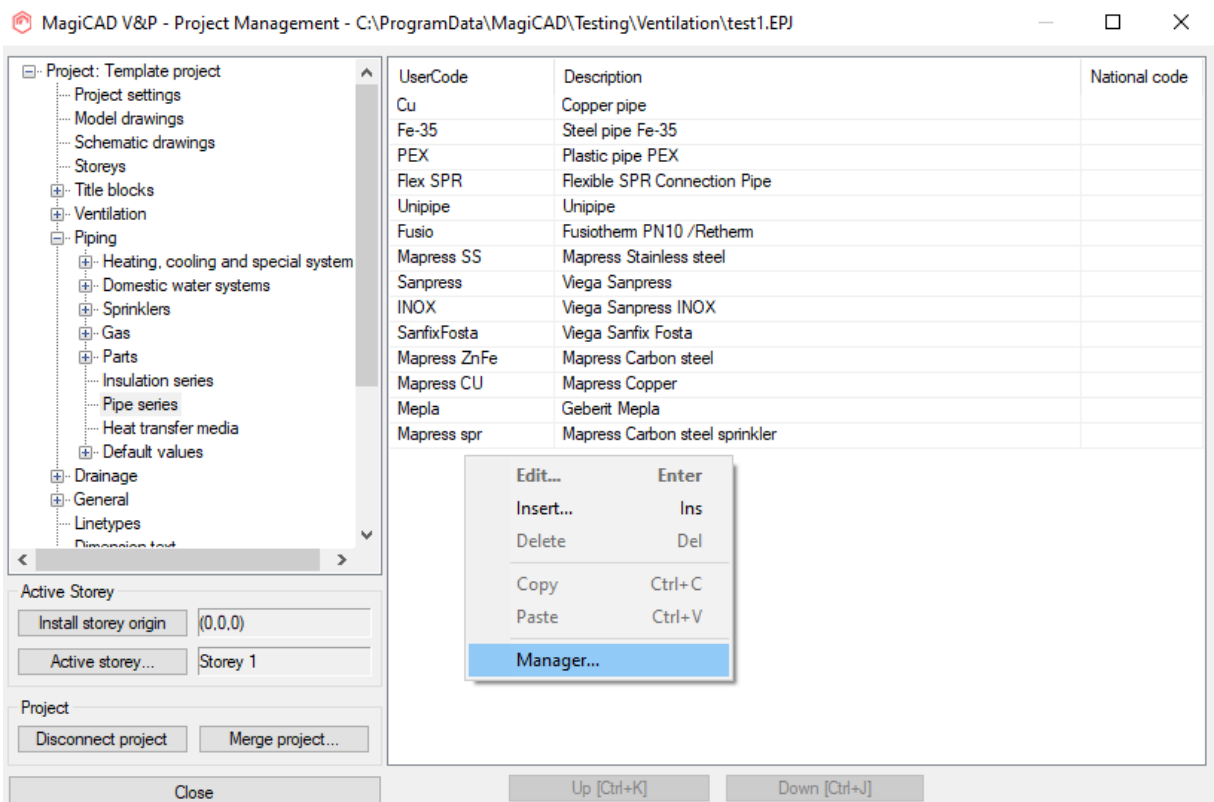 MagiCAD V&P - Project Management - C:\ProgramData\MagiCAD\Testing\Ventilation\test1.EPJ
Project: Template project
Project settings
Model drawings
Schematic drawings
Storeys
Title blocks
Ventilation
Piping
Heating, cooling and special system
Domestic water systems
Sprinklers
Gas
Parts
Insulation series
Pipe series
Heat transfer media
Default values
Drainage
General
Linetypes
Dimension text
Active Storey
Install storey origin (0,0,0)
Active storey... Storey 1
Project
Disconnect project Merge project...
Close
UserCode Description National code
Cu Copper pipe
Fe-35 Steel pipe Fe-35
PEX Plastic pipe PEX
Flex SPR Flexible SPR Connection Pipe
Unipipe Unipipe
Fusio Fusiotherm PN10 /Retherm
Mapress SS Mapress Stainless steel
Sanpress Viega Sanpress
INOX Viega Sanpress INOX
SanfixFosta Viega Sanfix Fosta
Mapress ZnFe Mapress Carbon steel
Mapress CU Mapress Copper
Mepla Geberit Mepla
Mapress spr Mapress Carbon steel sprinkler
Edit... Enter
Insert... Ins
Delete Del
Copy Ctrl+C
Paste Ctrl+V
Manager...
Up [Ctrl+K] Down [Ctrl+J]